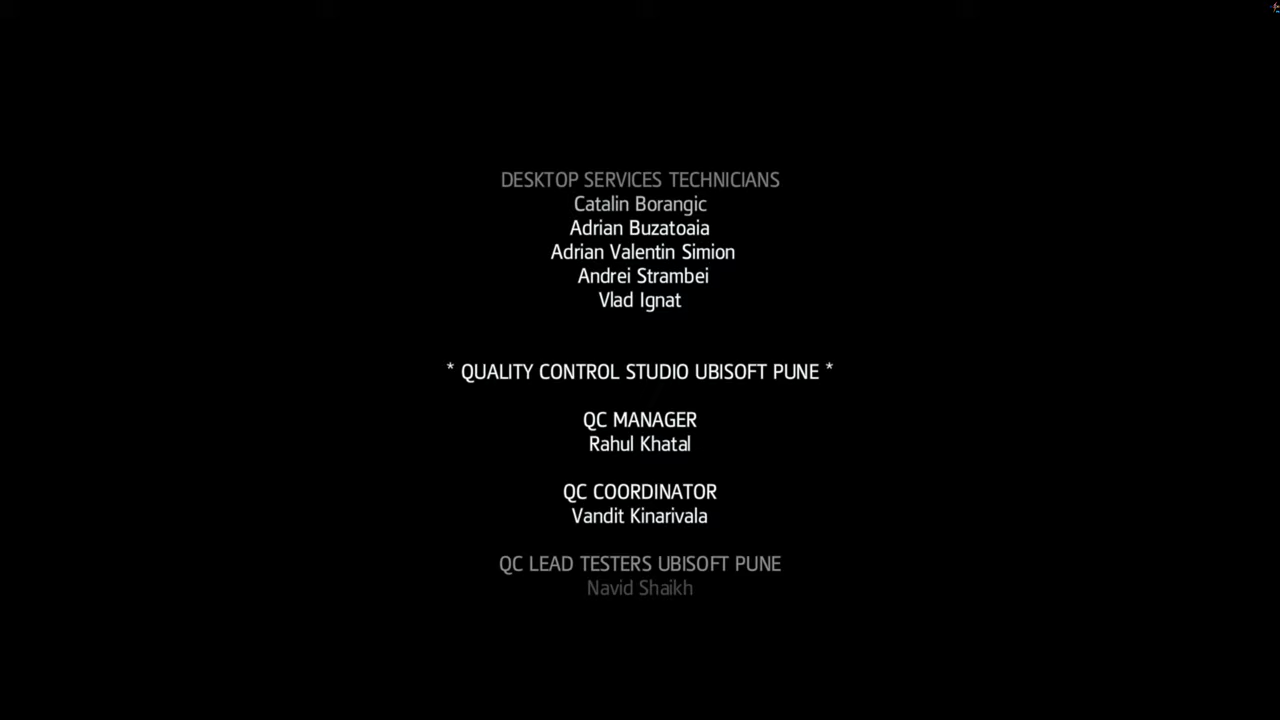 DESKTOP SERVICES TECHNICIANS
Catalin Borangic
Adrian Buzatoaia
Adrian Valentin Simion
Andrei Strambei
Vlad Ignat
* QUALITY CONTROL STUDIO UBISOFT PUNE *
QC MANAGER
Rahul Khatal
QC COORDINATOR
Vandit Kinarivala
QC LEAD TESTERS UBISOFT PUNE
Navid Shaikh